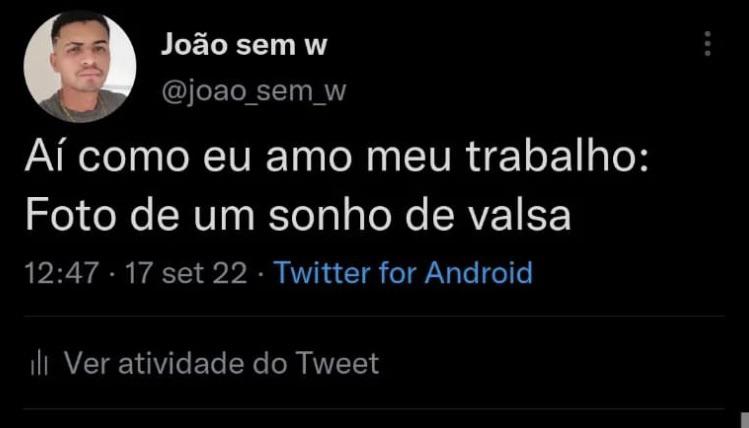 João sem w
@joao_sem_w
Aí como eu amo meu trabalho:
Foto de um sonho de valsa
12:47 · 17 set 22 · Twitter for Android
Ver atividade do Tweet